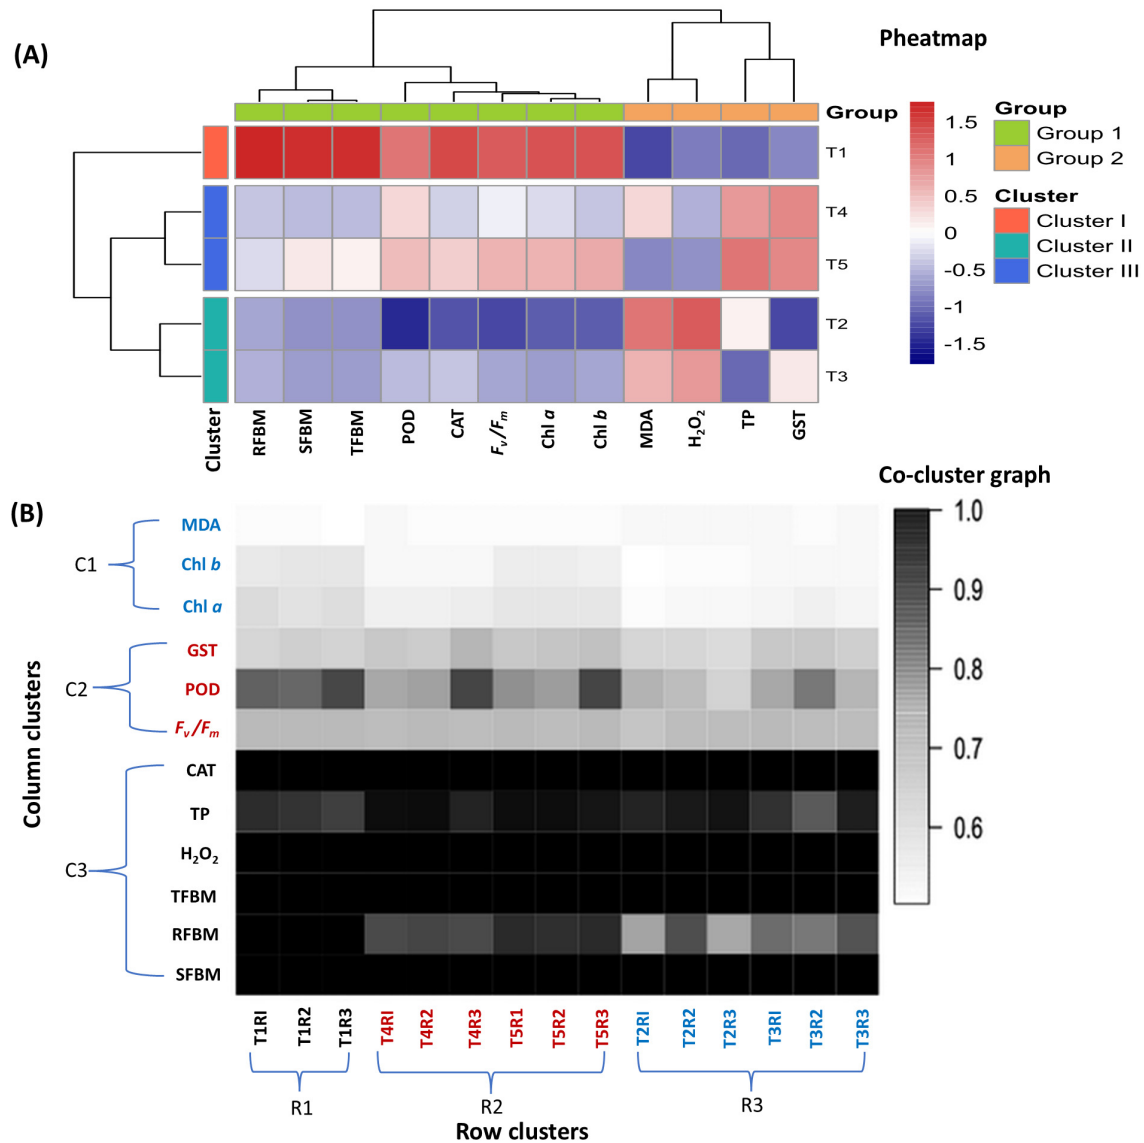 (A)
Pheatmap
Group
T1
T4
T5
T2
T3
1.5
1
0.5
0
-0.5
-1
-1.5
Group
Group 1
Group 2
Cluster
Cluster I
Cluster II
Cluster III
Cluster
RFBM
SFBM
TFBM
POD
CAT
Fv/Fm
Chl a
Chl b
MDA
H2O2
TP
GST
Co-cluster graph
(B)
Column clusters
C1
MDA
Chl b
Chl a
C2
GST
POD
Fv/Fm
C3
CAT
TP
H2O2
TFBM
RFBM
SFBM
1.0
0.9
0.8
0.7
0.6
T1RI
T1R2
T1R3
T4RI
T4R2
T4R3
T5R1
T5R2
T5R3
T2RI
T2R2
T2R3
T3RI
T3R2
T3R3
R1
R2
R3
Row clusters